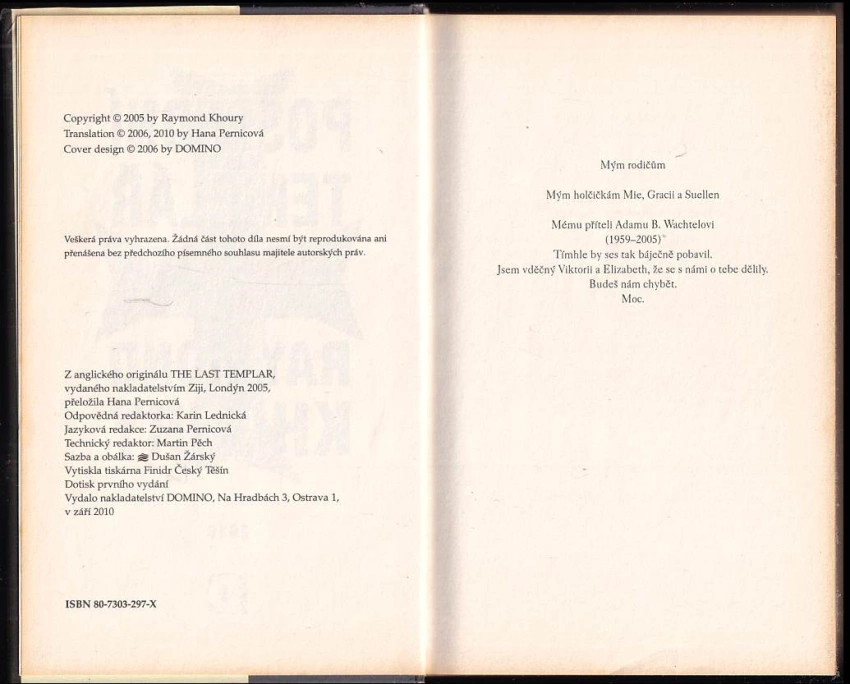 Copyright © 2005 by Raymond Khoury
Translation © 2006, 2010 by Hana Pernicová
Cover design © 2006 by DOMINO
Veškerá práva vyhrazena. Žádná část tohoto díla nesmí být reprodukována ani
přenášena bez předchozího písemného souhlasu majitele autorských práv.
Z anglického originálu THE LAST TEMPLAR,
vydaného nakladatelstvím Ziji, Londýn 2005,
přeložila Hana Pernicová
Odpovědná redaktorka: Karin Lednická
Jazyková redakce: Zuzana Pernicová
Technický redaktor: Martin Pěch
Sazba a obálka: Dušan Žárský
Vytiskla tiskárna Finidr Český Těšín
Dotisk prvního vydání
Vydalo nakladatelství DOMINO, Na Hradbách 3, Ostrava 1,
v září 2010
ISBN 80-7303-297-X
Mým rodičům
Mým holčičkám Mie, Gracii a Suellen
Mému příteli Adamu B. Wachtelovi
(1959–2005)
Tímhle by ses tak báječně pobavil.
Jsem vděčný Viktorii a Elizabeth, že se s námi o tebe dělily.
Budeš nám chybět.
Moc.